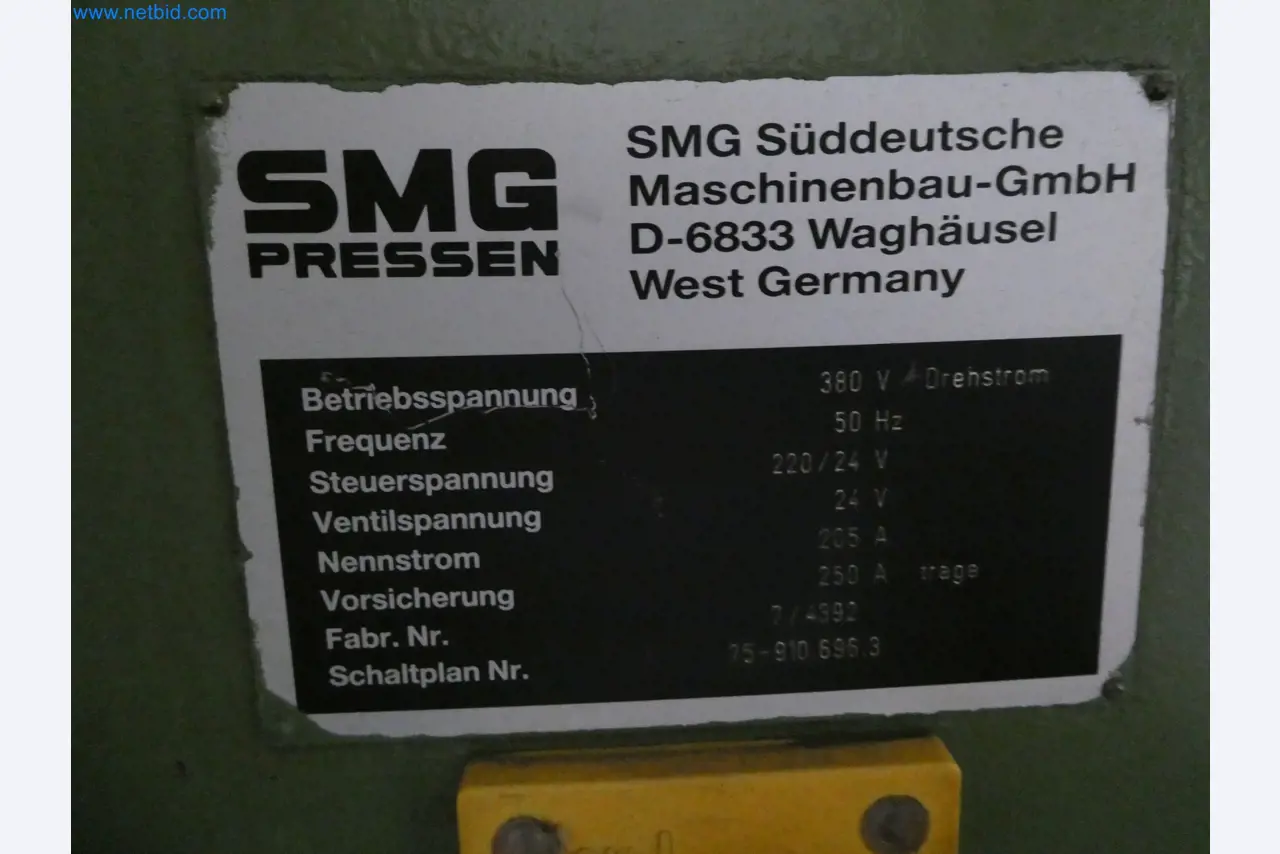 www.netbid.com
SMG
PRESSEN
SMG Süddeutsche
Maschinenbau-GmbH
D-6833 Waghäusel
West Germany
Betriebsspannung 380 V Drehstrom
Frequenz 50 Hz
Steuerspannung 220/24 V
Ventilspannung 24 V
Nennstrom 205 A
Vorsicherung 250 A träge
Fabr. Nr. 7/4392
Schaltplan Nr. 75-910 696.3